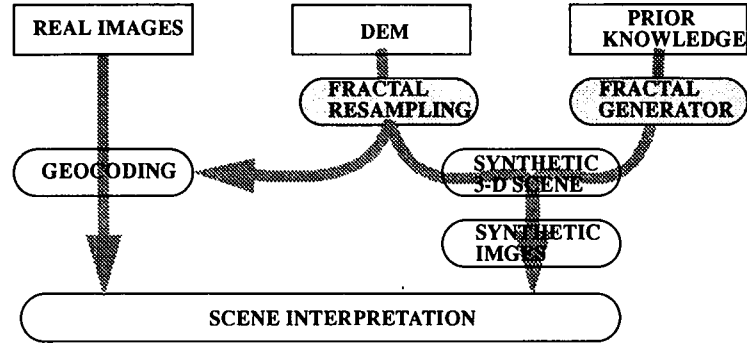 REAL IMAGES
DEM
PRIOR
KNOWLEDGE
FRACTAL
RESAMPLING
FRACTAL
GENERATOR
GEOCODING
SYNTHETIC
3-D SCENE
SYNTHETIC
IMGES
SCENE INTERPRETATION